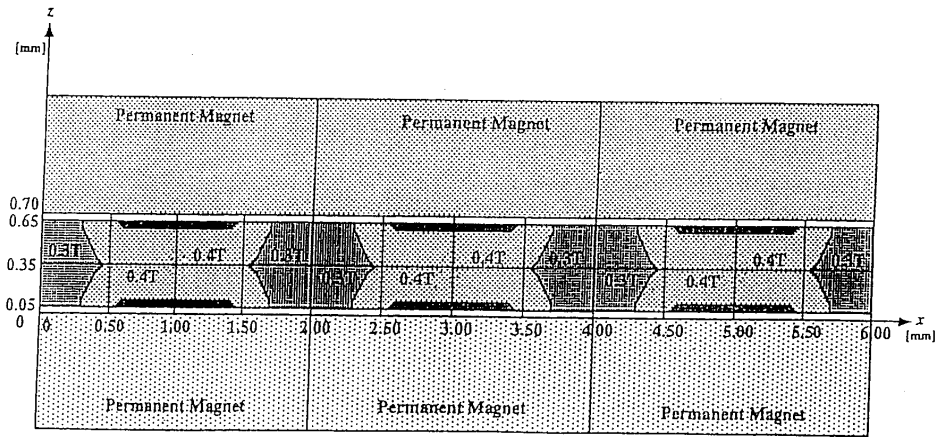 z
[mm]
Permanent Magnet Permanent Magnet Permanent Magnet
0.70
0.65
0.3T 0.4T 0.3T 0.4T 0.3T 0.4T 0.3T
0.35
0.4T 0.3T 0.4T 0.3T 0.4T
0.05
0 0. 0.50 1.00 1.50 2.00 2.50 3.00 3.50 4.00 4.50 5.00 5.50 6.00 x
[mm]
Permanent Magnet Permanent Magnet Permanent Magnet